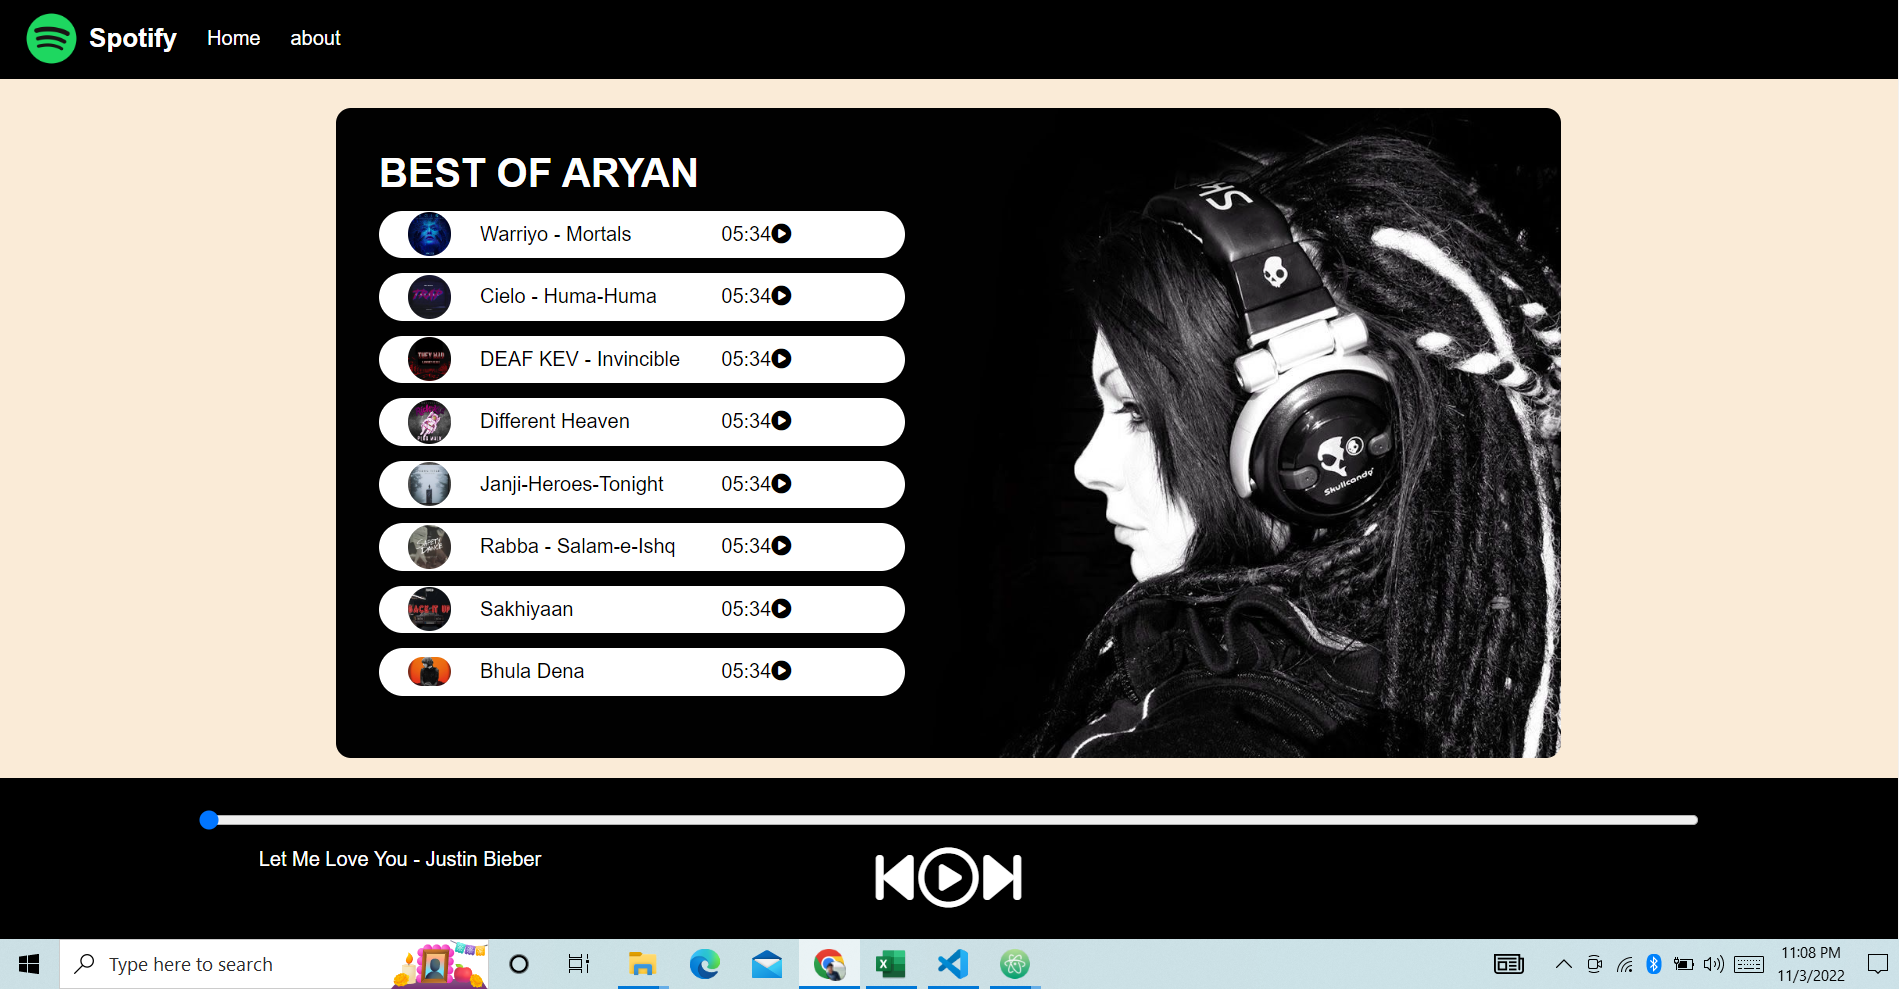 Spotify Home about
BEST OF ARYAN
Warriyo - Mortals 05:34
Cielo - Huma-Huma 05:34
DEAF KEV - Invincible 05:34
Different Heaven 05:34
Janji-Heroes-Tonight 05:34
Rabba - Salam-e-Ishq 05:34
Sakhiyaan 05:34
Bhula Dena 05:34
Skullcandy
Let Me Love You - Justin Bieber
Type here to search
11:08 PM
11/3/2022